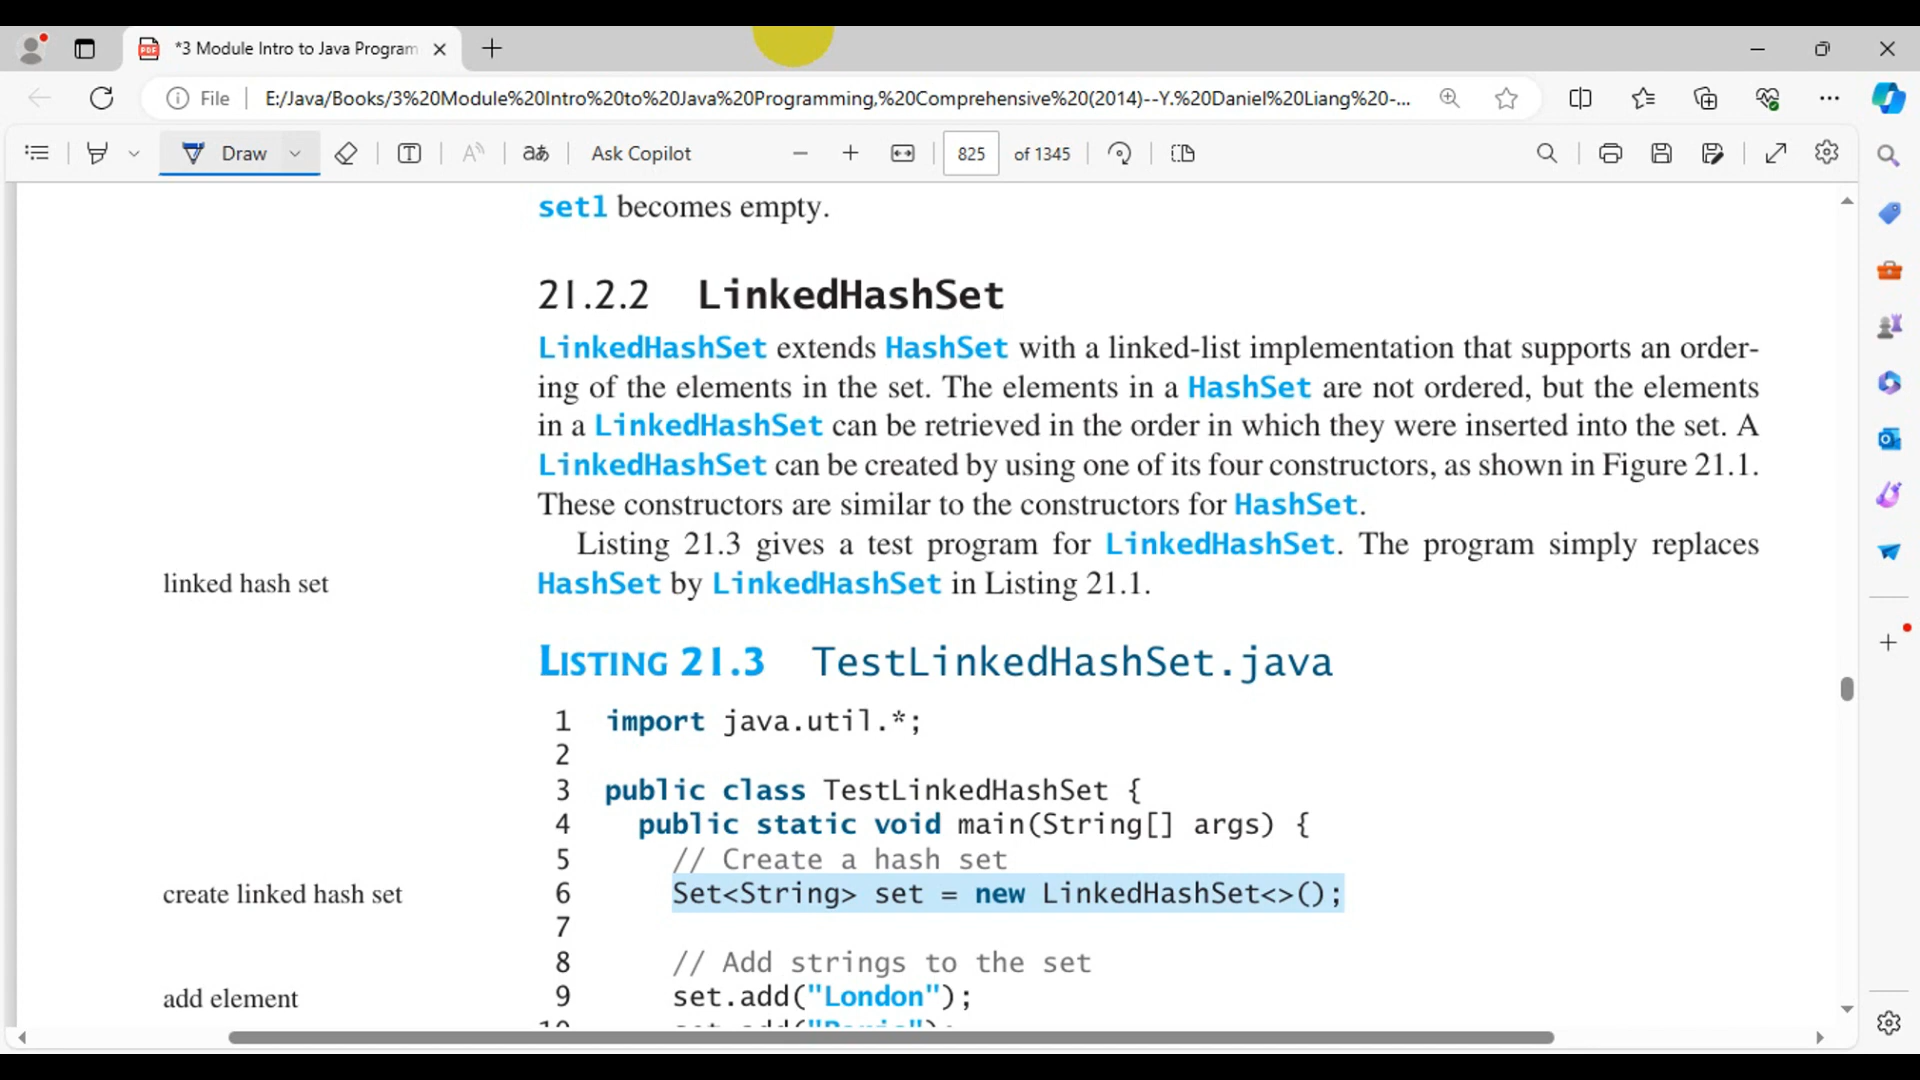 *3 Module Intro to Java Program
File
E:/Java/Books/3%20Module%20Intro%20to%20Java%20Programming,%20Comprehensive%20(2014)--Y.%20Daniel%20Liang%20-...
Draw
Ask Copilot
825 of 1345
set1 becomes empty.
21.2.2 LinkedHashSet
LinkedHashSet extends HashSet with a linked-list implementation that supports an order-
ing of the elements in the set. The elements in a HashSet are not ordered, but the elements
in a LinkedHashSet can be retrieved in the order in which they were inserted into the set. A
LinkedHashSet can be created by using one of its four constructors, as shown in Figure 21.1.
These constructors are similar to the constructors for HashSet.
Listing 21.3 gives a test program for LinkedHashSet. The program simply replaces
linked hash set
HashSet by LinkedHashSet in Listing 21.1.
LISTING 21.3 TestLinkedHashSet.java
1 import java.util.*;
2
3 public class TestLinkedHashSet {
4 public static void main(String[] args) {
5 // Create a hash set
create linked hash set
6 Set<String> set = new LinkedHashSet<>();
7
8 // Add strings to the set
add element
9 set.add("London");